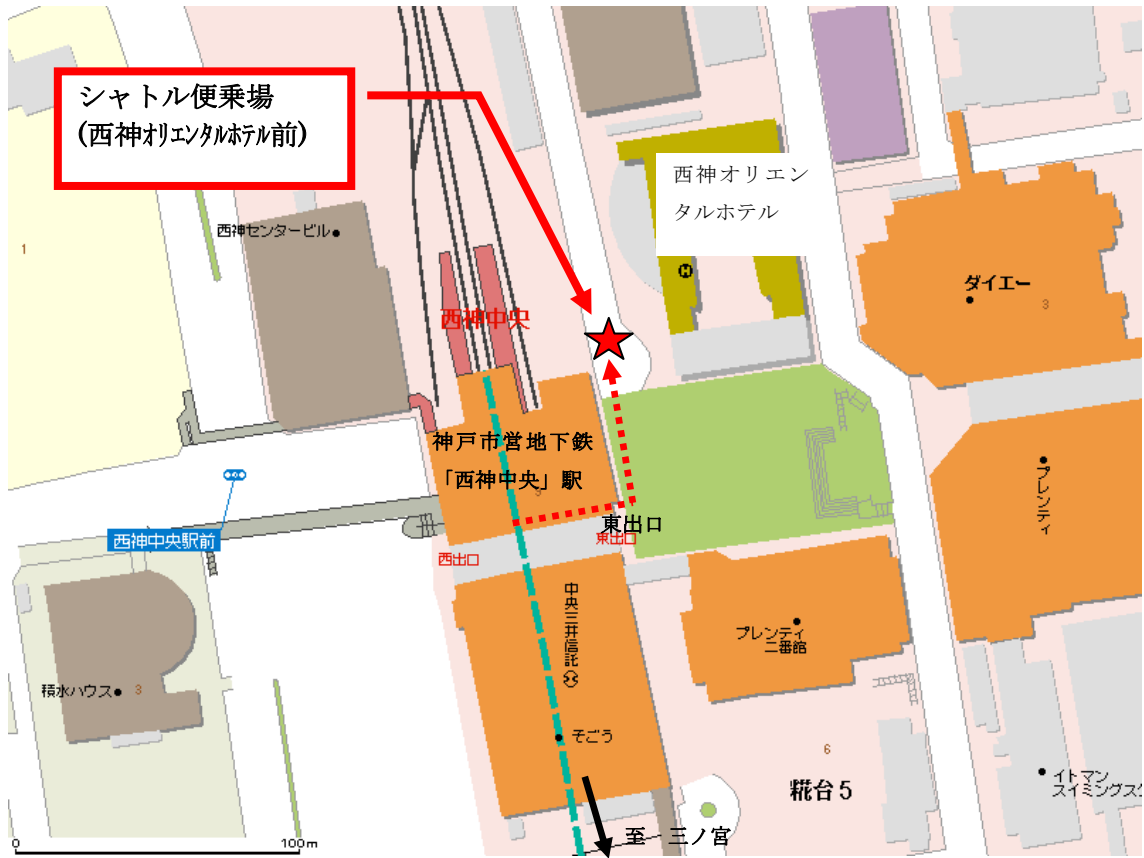 シャトル便乗場
(西神ｵﾘｴﾝﾀﾙﾎﾃﾙ前)
西神オリエン
タルホテル
西神センタービル
1
ダイエー
3
西神中央
神戸市営地下鉄
「西神中央」駅
5
プレンティ
東出口
東出口
西神中央駅前
西出口
中央三井信託
プレンティ
二番館
積水ハウス
3
そごう
6
糀台5
イトマン
スイミングスク
至 三ノ宮
0
100m